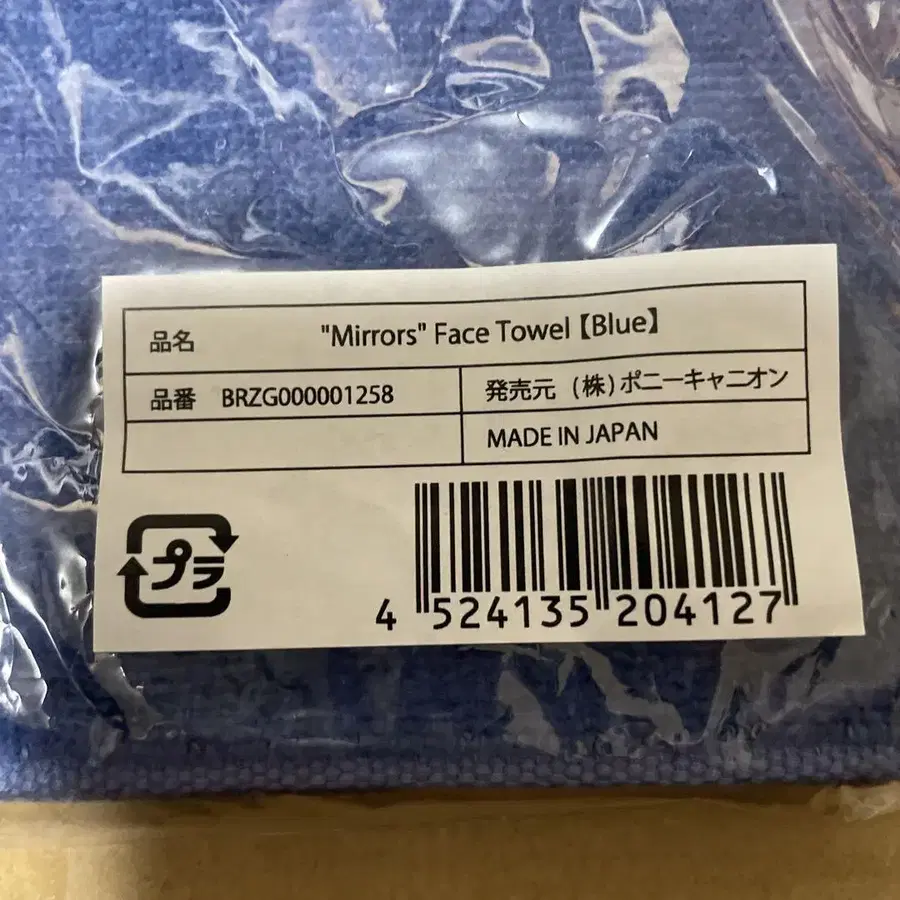 品名 "Mirrors" Face Towel【Blue】
品番 BRZG000001258 発売元 (株)ポニーキャニオン
MADE IN JAPAN
プラ
4 524135 204127